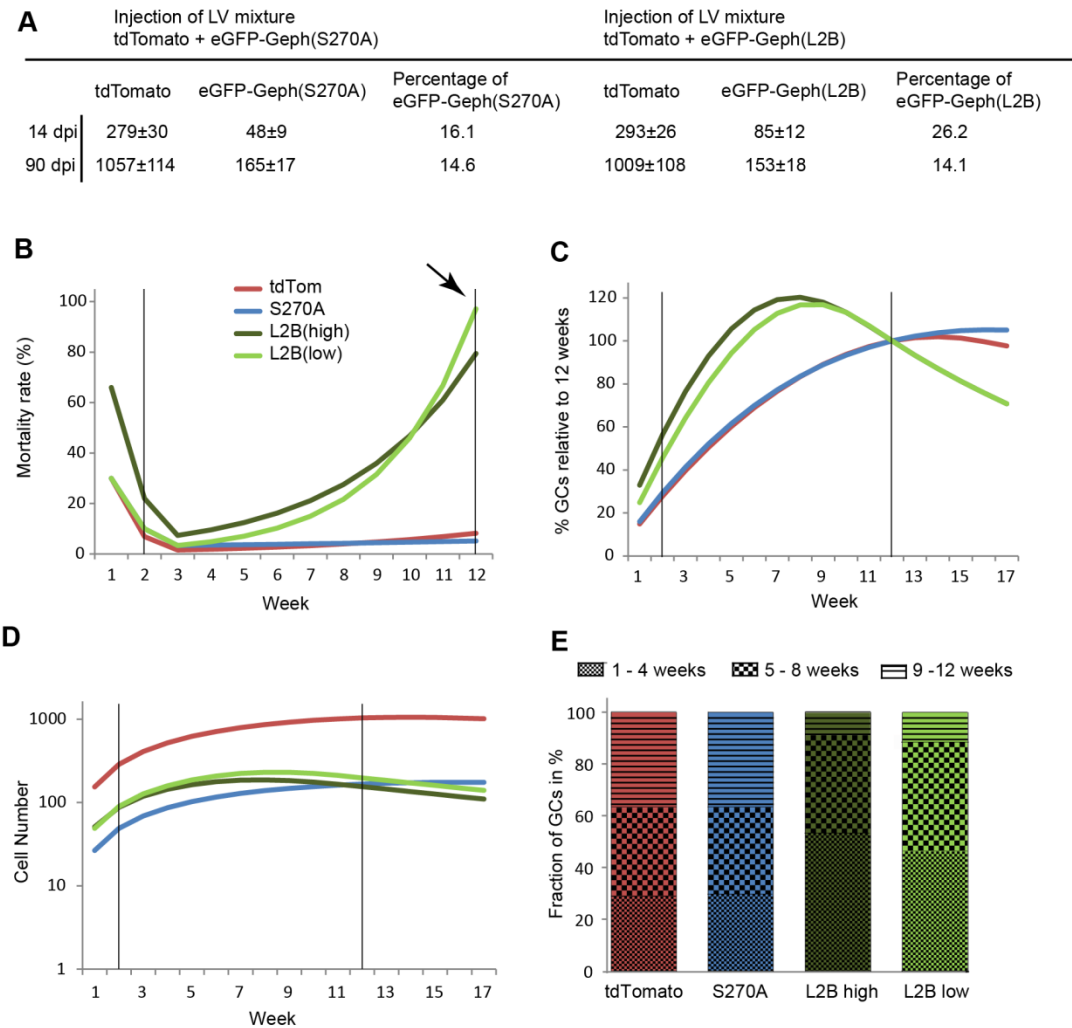 A
Injection of LV mixture
tdTomato + eGFP-Geph(S270A)
Injection of LV mixture
tdTomato + eGFP-Geph(L2B)
tdTomato eGFP-Geph(S270A) Percentage of eGFP-Geph(S270A) tdTomato eGFP-Geph(L2B) Percentage of eGFP-Geph(L2B)
14 dpi 279±30 48±9 16.1 293±26 85±12 26.2
90 dpi 1057±114 165±17 14.6 1009±108 153±18 14.1
B
Mortality rate (%)
100
80
60
40
20
0
1 2 3 4 5 6 7 8 9 10 11 12
Week
tdTom
S270A
L2B(high)
L2B(low)
C
% GCs relative to 12 weeks
120
100
80
60
40
20
0
1 3 5 7 9 11 13 15 17
Week
D
Cell Number
1000
100
10
1
1 3 5 7 9 11 13 15 17
Week
E
1 - 4 weeks 5 - 8 weeks 9 -12 weeks
Fraction of GCs in %
100
80
60
40
20
0
tdTomato S270A L2B high L2B low